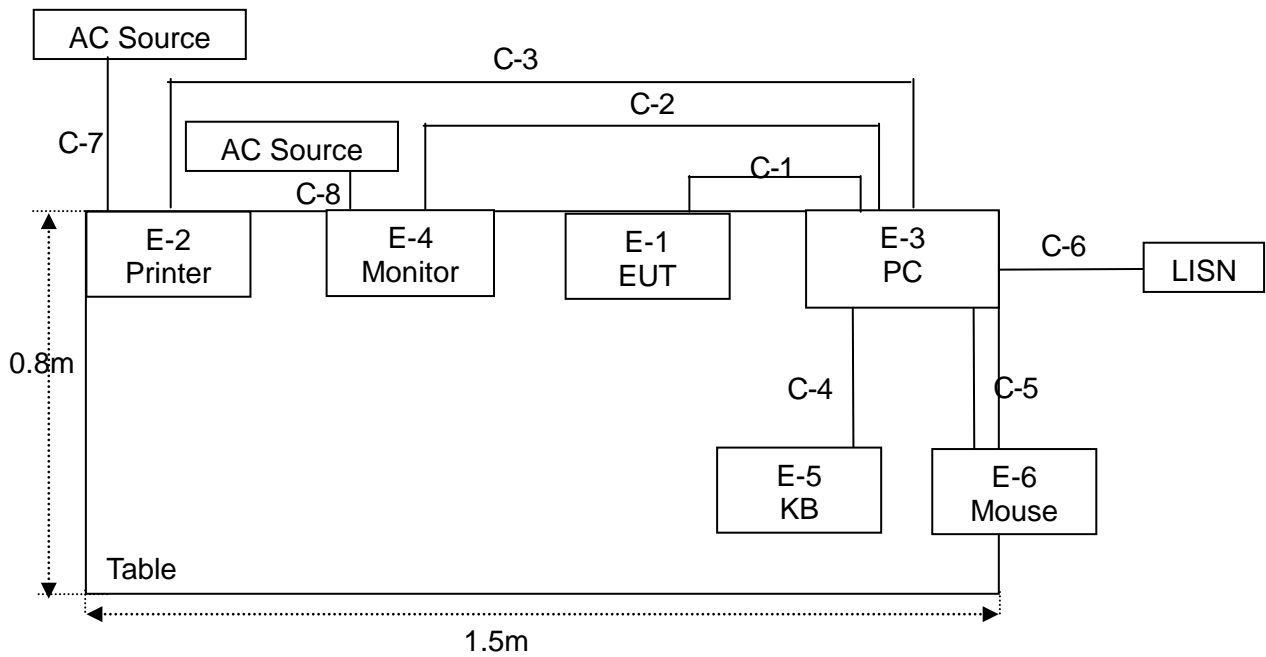 AC Source
C-3
C-2
C-7
AC Source
C-1
C-8
E-2
Printer
E-4
Monitor
E-1
EUT
E-3
PC
C-6
LISN
0.8m
C-4
C-5
E-5
KB
E-6
Mouse
Table
1.5m